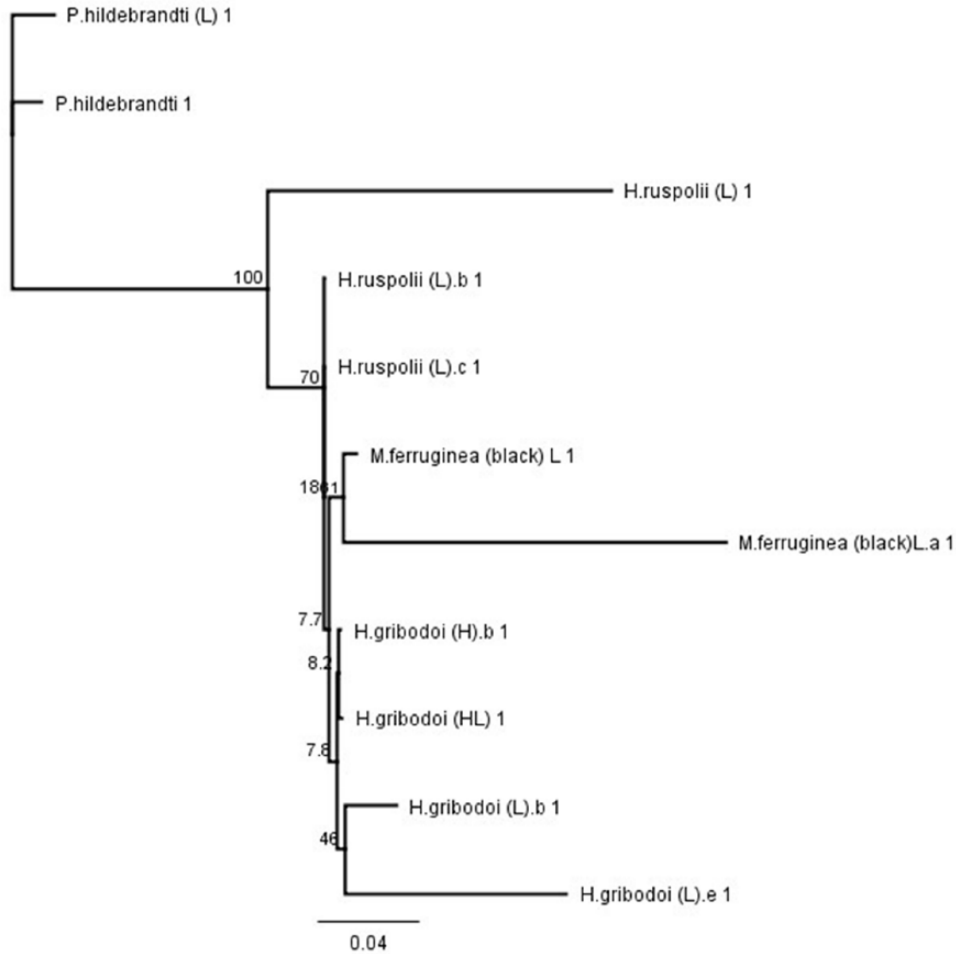 P.hildebrandti (L) 1
P.hildebrandti 1
H.ruspolii (L) 1
100
H.ruspolii (L).b 1
H.ruspolii (L).c 1
70
M.ferruginea (black) L 1
M.ferruginea (black)L.a 1
7.7
H.gribodoi (H).b 1
8.2
H.gribodoi (HL) 1
7.8
H.gribodoi (L).b 1
46
H.gribodoi (L).e 1
0.04